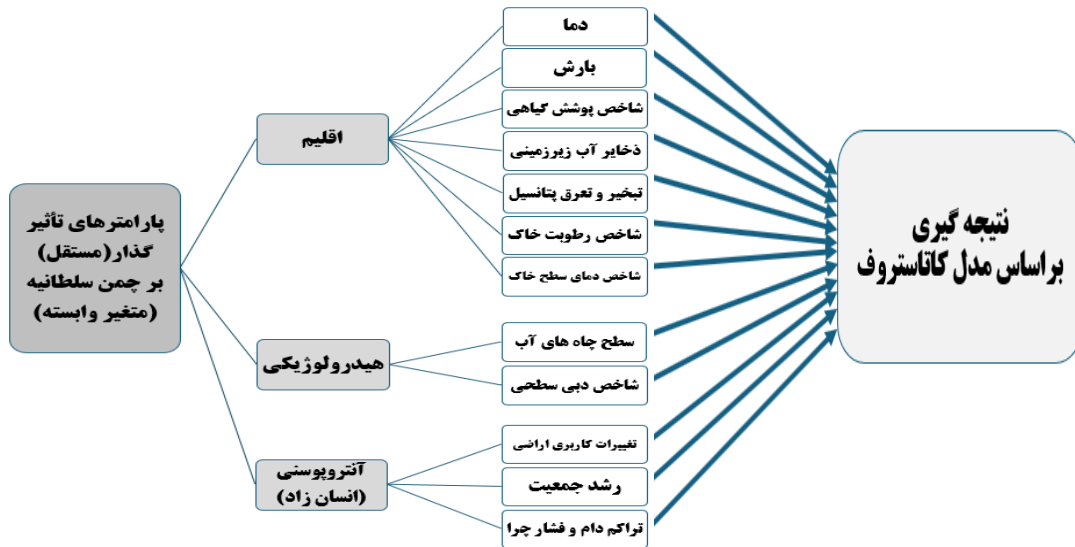 پارامترهای تأثیر
گذار(مستقل)
بر چمن سلطانیه
(متغیر وابسته)
اقلیم
دما
بارش
شاخص پوشش گیاهی
ذخایر آب زیرزمینی
تبخیر و تعرق پتانسیل
شاخص رطوبت خاک
شاخص دمای سطح خاک
هیدرولوژیکی
سطح چاه های آب
شاخص دبی سطحی
آنتروپوسنی
(انسان زاد)
تغییرات کاربری اراضی
رشد جمعیت
تراکم دام و فشار چرا
نتیجه گیری
براساس مدل کاتاستروف